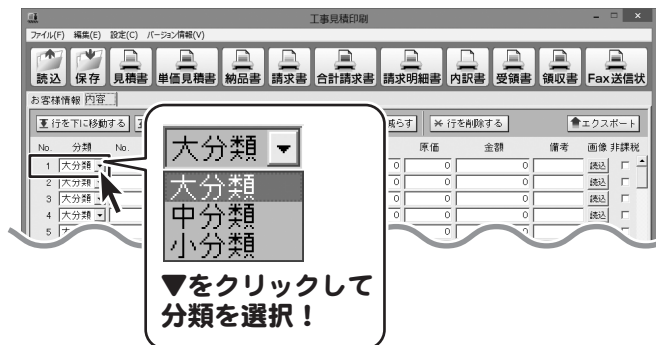 工事見積印刷
ファイル(F) 編集(E) 設定(C) バージョン情報(V)
読込 保存 見積書 単価見積書 納品書 請求書 合計請求書 請求明細書 内訳書 受領書 領収書 Fax送信状
お客様情報 内容
行を下に移動する 減らす 行を削除する エクスポート
No. 分類 No. 原価 金額 備考 画像 非課税
1 大分類 0 0 0 読込
2 大分類 0 0 0 読込
3 大分類 0 0 0 読込
4 大分類 0 0 0 読込
5 0 0
大分類
大分類
中分類
小分類
▼をクリックして
分類を選択！